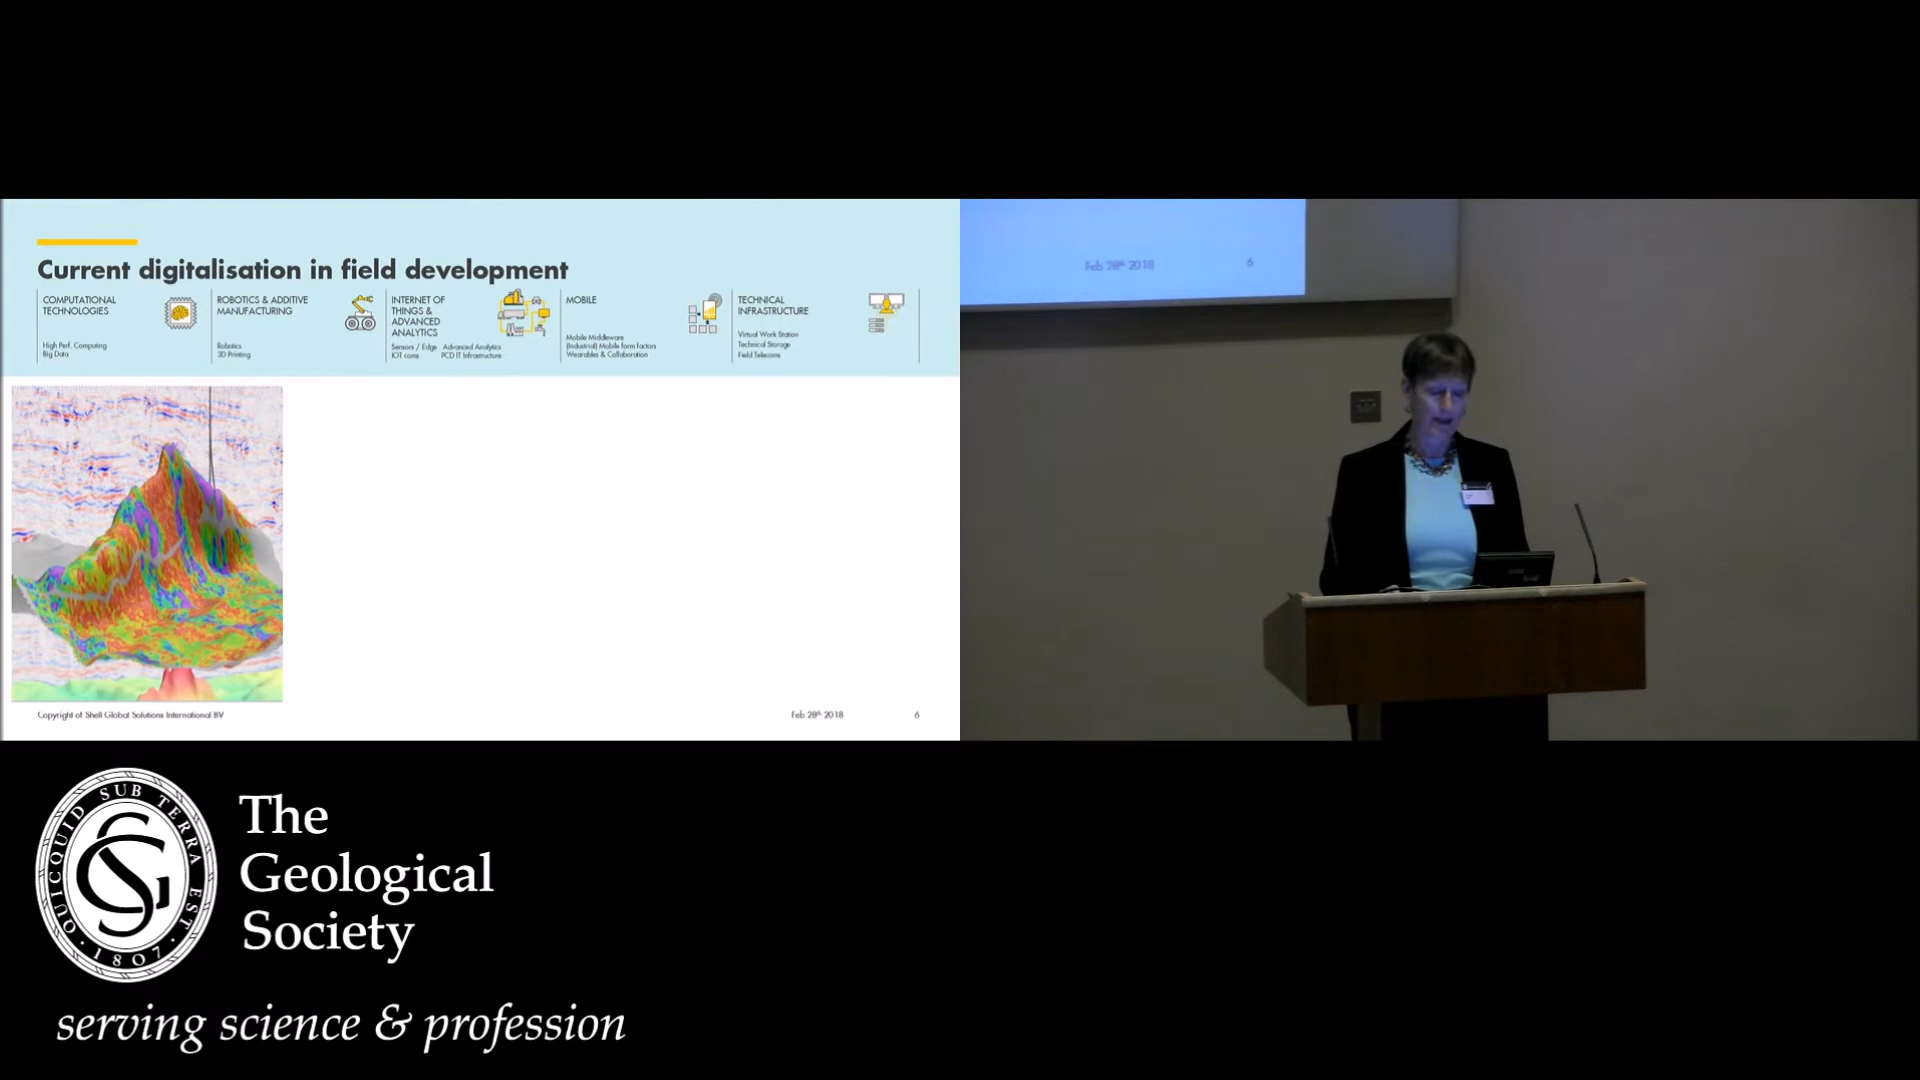 Current digitalisation in field development
COMPUTATIONAL
TECHNOLOGIES
High Perf. Computing
Big Data
ROBOTICS & ADDITIVE
MANUFACTURING
Robotics
3D Printing
INTERNET OF
THINGS &
ADVANCED
ANALYTICS
Sensors / Edge Advanced Analytics
IOT coms PCD IT Infrastructure
MOBILE
Mobile Middleware
(Industrial) Mobile form factors
Wearables & Collaboration
TECHNICAL
INFRASTRUCTURE
Virtual Work Station
Technical Storage
Field Telecoms
Copyright of Shell Global Solutions International BV
Feb 28th 2018
6
Feb 28th 2018
6
QUICQUID SUB TERRA EST
1807
GS
The
Geological
Society
serving science & profession